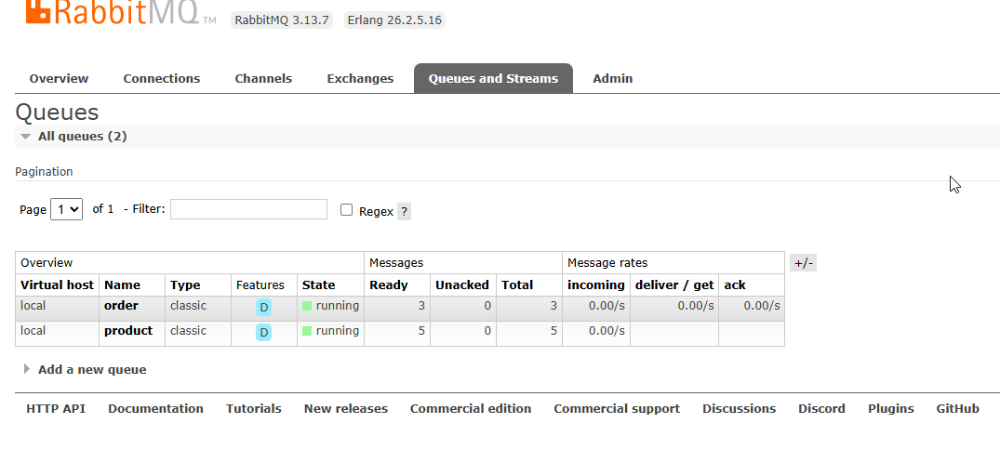 RabbitMQ TM RabbitMQ 3.13.7 Erlang 26.2.5.16
Overview Connections Channels Exchanges Queues and Streams Admin
Queues
All queues (2)
Pagination
Page 1 of 1 - Filter: Regex ?
Overview Messages Message rates +/-
Virtual host Name Type Features State Ready Unacked Total incoming deliver / get ack
local order classic D running 3 0 3 0.00/s 0.00/s 0.00/s
local product classic D running 5 0 5 0.00/s
Add a new queue
HTTP API Documentation Tutorials New releases Commercial edition Commercial support Discussions Discord Plugins GitHub